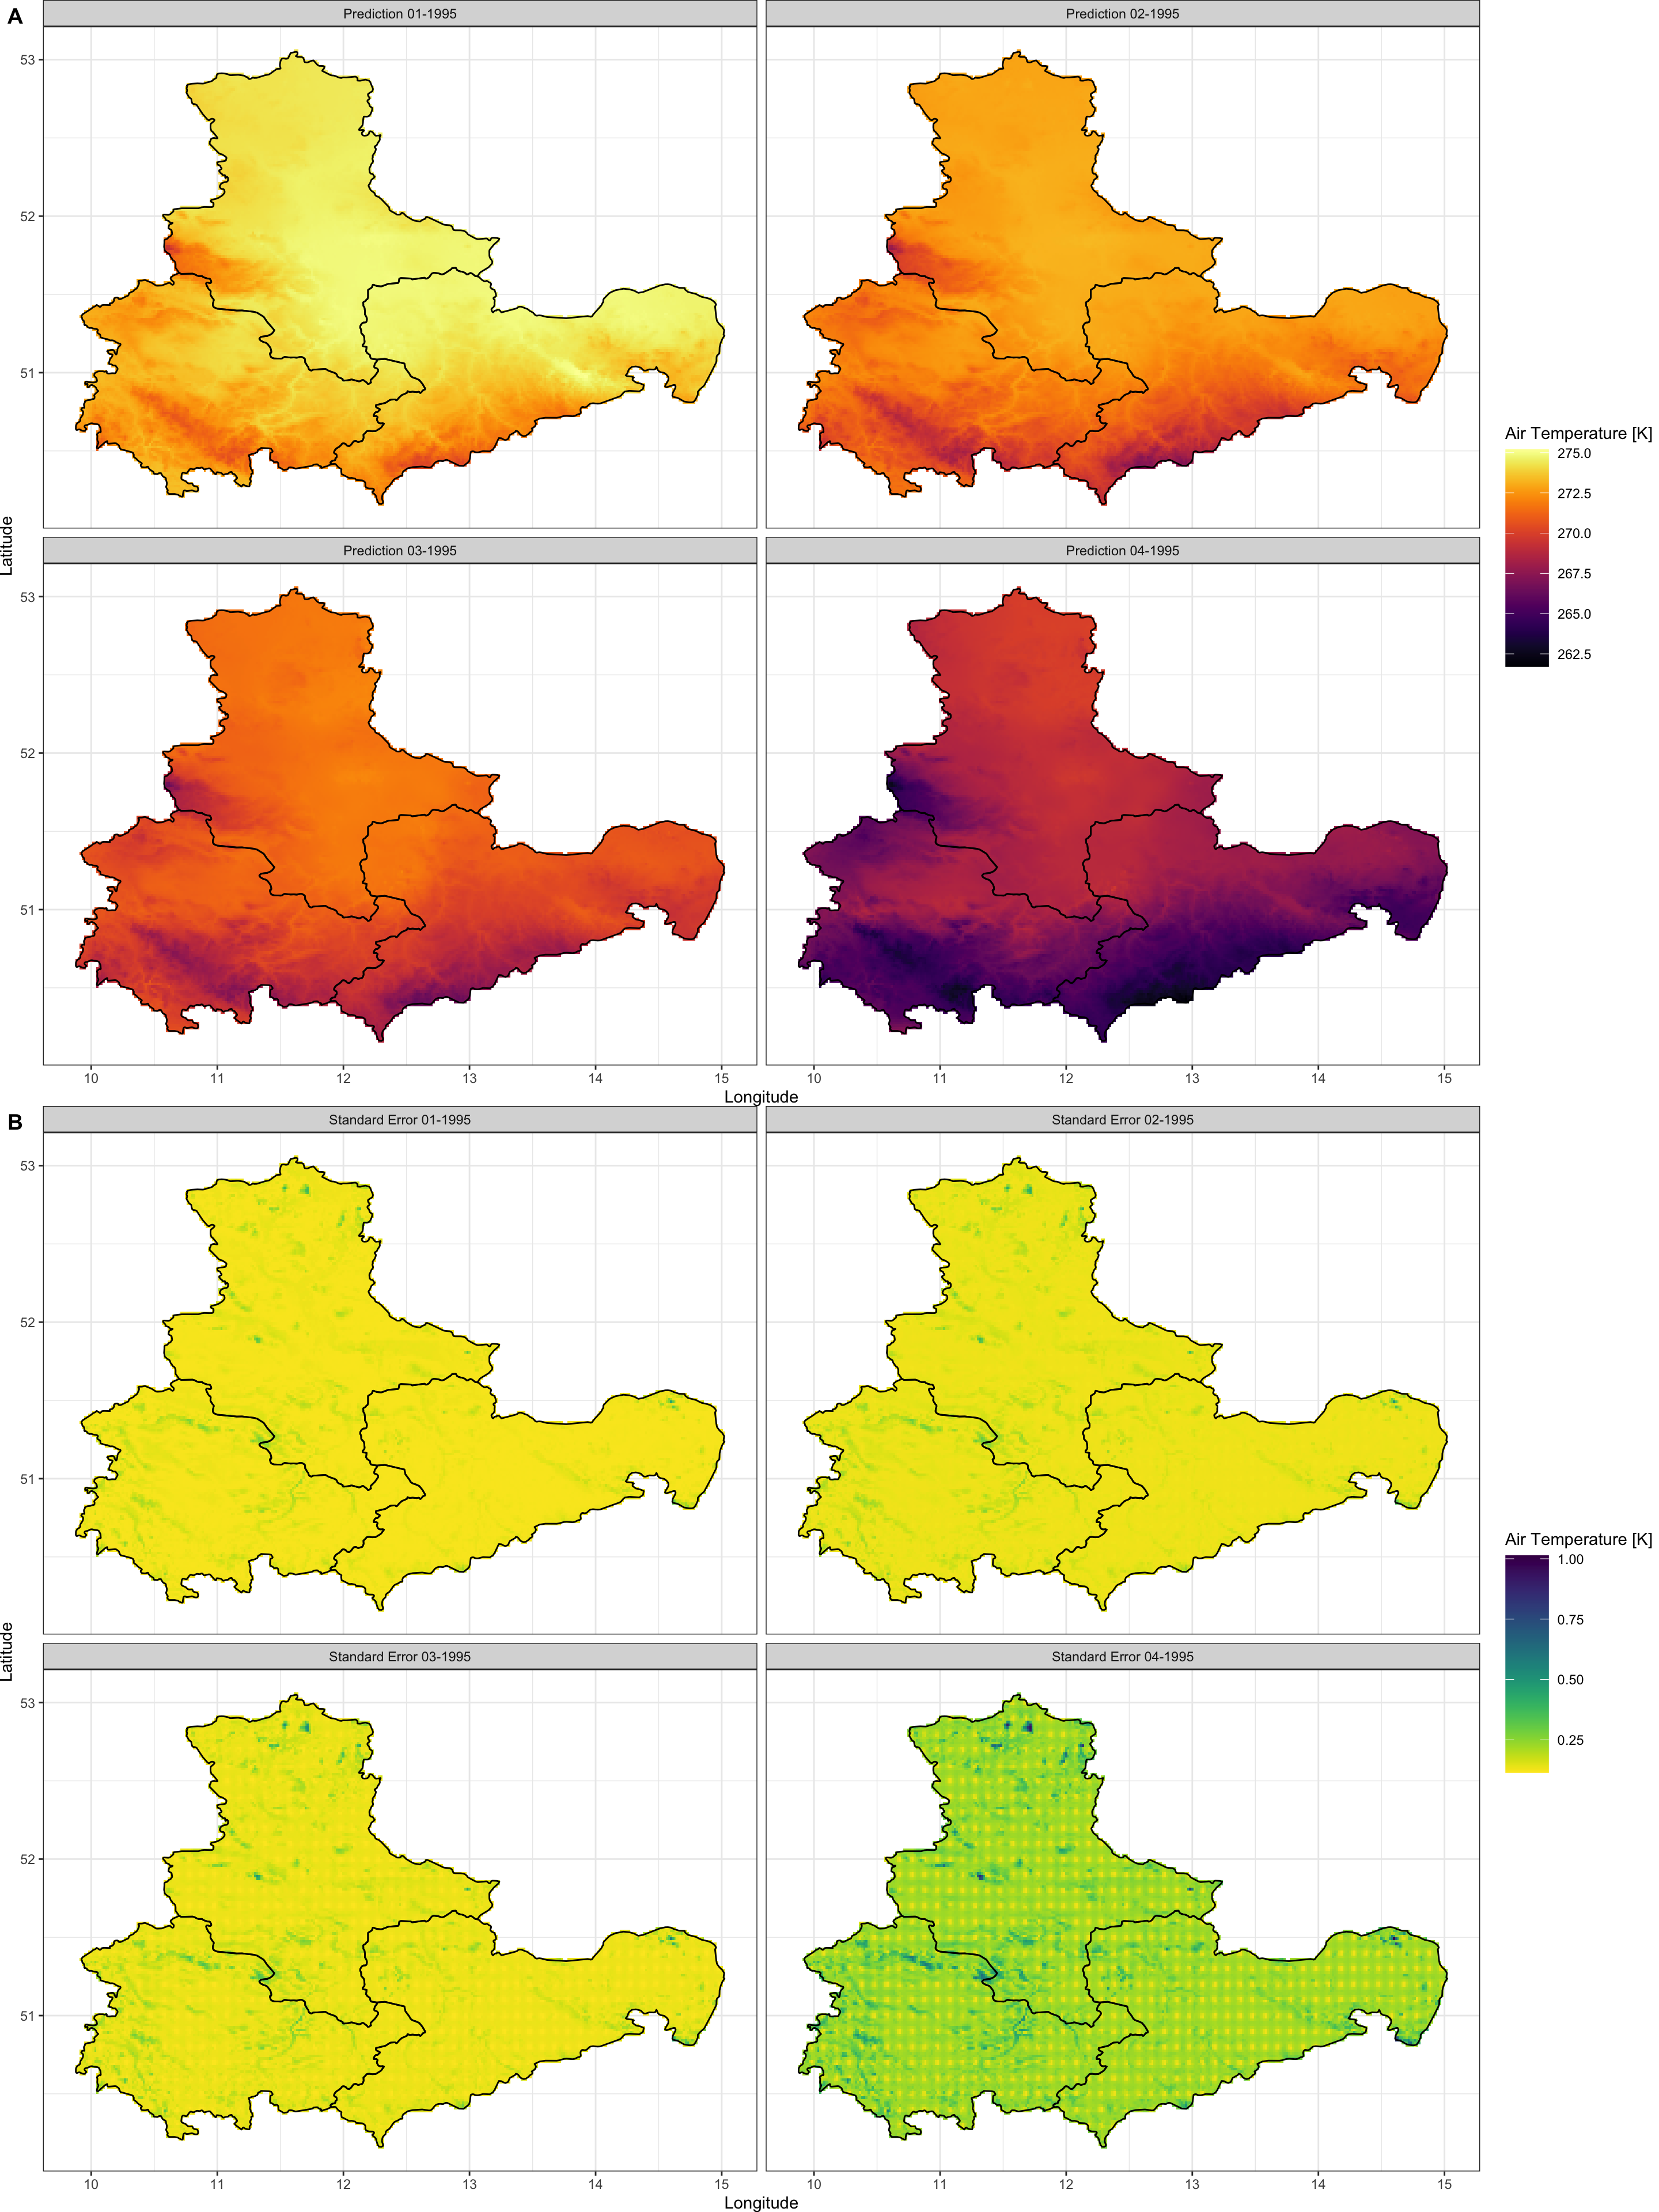 A
Prediction 01-1995
Prediction 02-1995
53
52
51
Latitude
Prediction 03-1995
Prediction 04-1995
53
52
51
10 11 12 13 14 15
10 11 12 13 14 15
Longitude
Air Temperature [K]
275.0
272.5
270.0
267.5
265.0
262.5
B
Standard Error 01-1995
Standard Error 02-1995
53
52
51
Latitude
Standard Error 03-1995
Standard Error 04-1995
53
52
51
10 11 12 13 14 15
10 11 12 13 14 15
Longitude
Air Temperature [K]
1.00
0.75
0.50
0.25